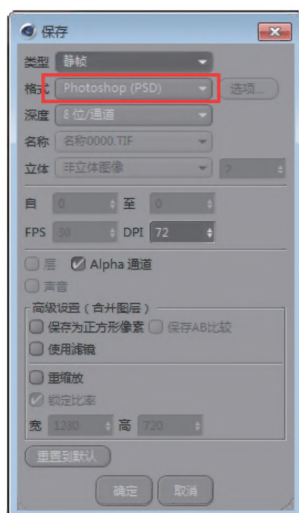 保存
类型 静帧
格式 Photoshop (PSD) 选项...
深度 8 位/通道
名称 名称0000.TIF
立体 非立体图像 2
自 0 至 0
FPS 30 DPI 72
层 Alpha 通道
声音
高级设置 ( 合并图层 )
保存为正方形像素 保存AB比较
使用滤镜
重缩放
锁定比率
宽 1280 高 720
重置到默认
确定 取消